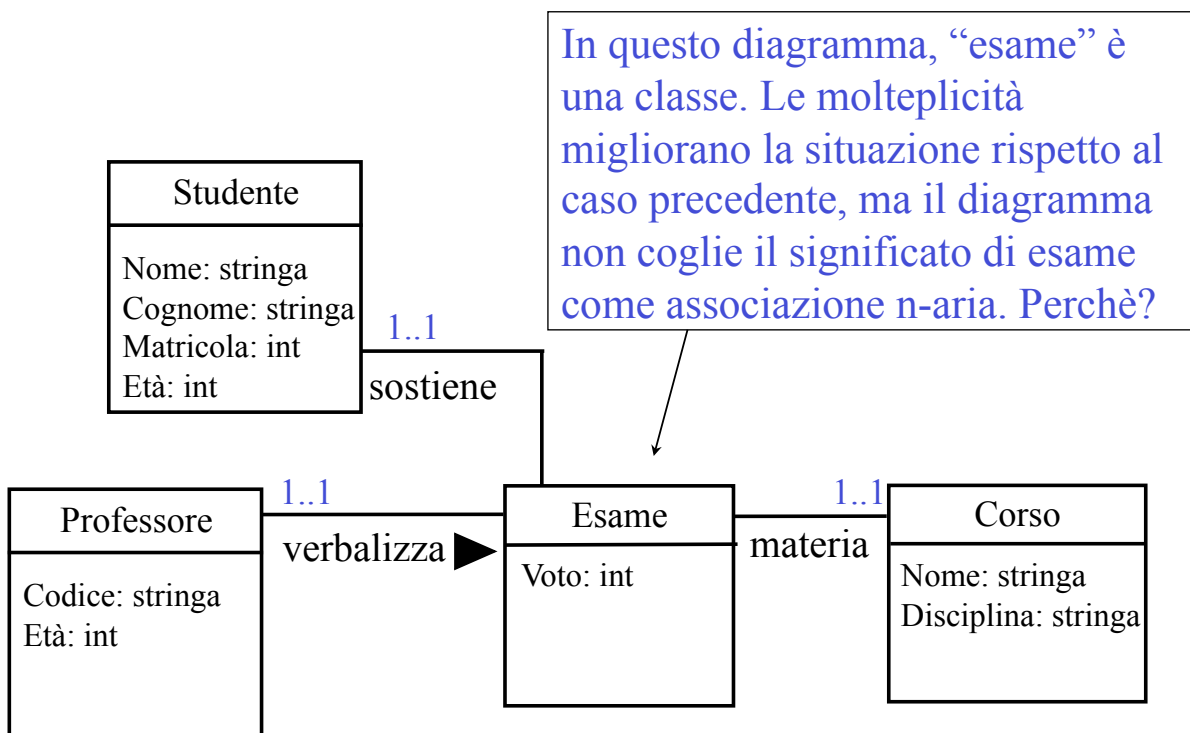 In questo diagramma, “esame” è
una classe. Le molteplicità
migliorano la situazione rispetto al
caso precedente, ma il diagramma
non coglie il significato di esame
come associazione n-aria. Perchè?
Studente
Nome: stringa
Cognome: stringa
Matricola: int
Età: int
1..1
sostiene
Professore
Codice: stringa
Età: int
1..1
verbalizza
Esame
Voto: int
1..1
materia
Corso
Nome: stringa
Disciplina: stringa